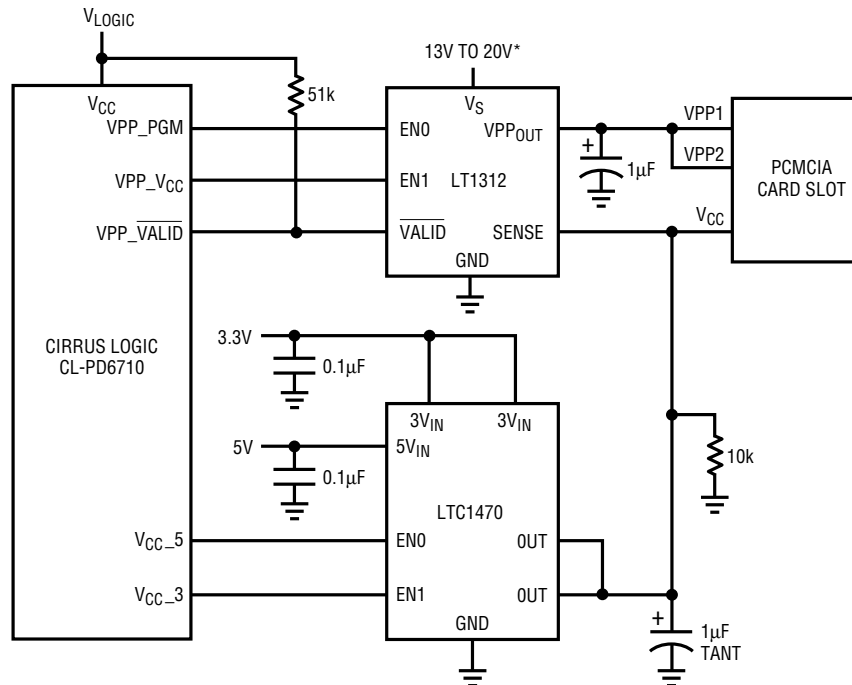 VLOGIC
13V TO 20V*
51k
VCC
VS
VPP_PGM
EN0
VPPOUT
VPP1
VPP_VCC
EN1
LT1312
1µF
VPP2
PCMCIA
CARD SLOT
VPP_VALID
VALID
SENSE
VCC
GND
CIRRUS LOGIC
CL-PD6710
3.3V
0.1µF
3VIN
3VIN
5V
5VIN
0.1µF
10k
LTC1470
VCC_5
EN0
OUT
VCC_3
EN1
OUT
GND
1µF
TANT
+
+